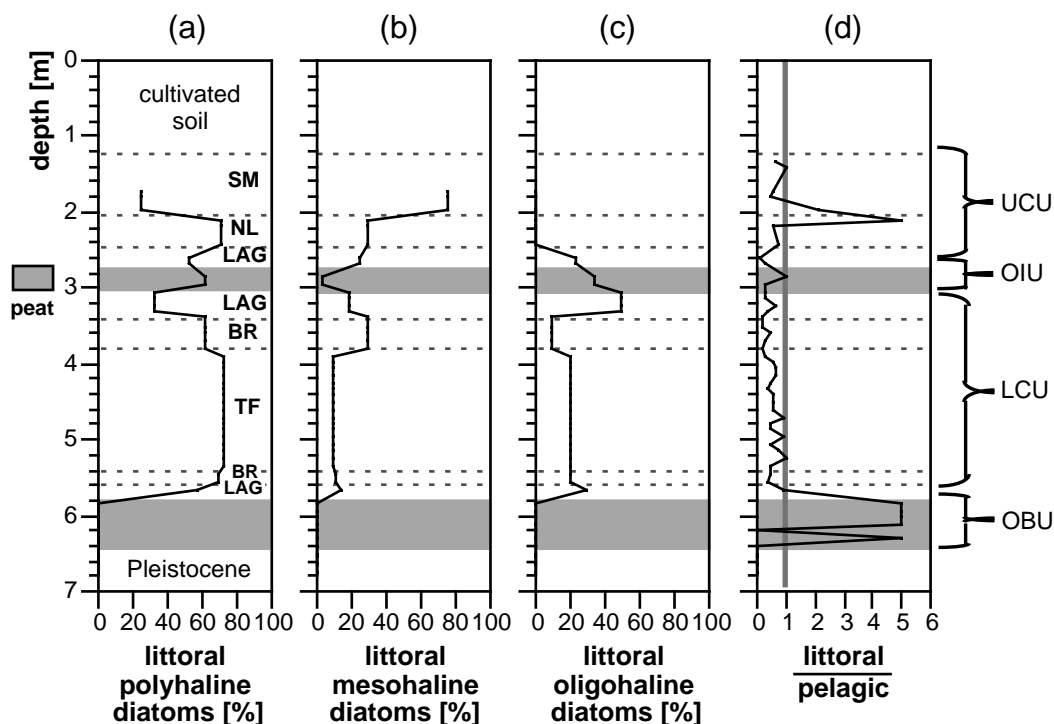 (a) (b) (c) (d)
depth [m]
0
1
2
3
4
5
6
7
cultivated
soil
SM
NL
LAG
LAG
BR
TF
BR
LAG
Pleistocene
peat
UCU
OIU
LCU
OBU
0 20 40 60 80 100
0 20 40 60 80 100
0 20 40 60 80 100
0 1 2 3 4 5 6
littoral
polyhaline
diatoms [%]
littoral
mesohaline
diatoms [%]
littoral
oligohaline
diatoms [%]
littoral
pelagic